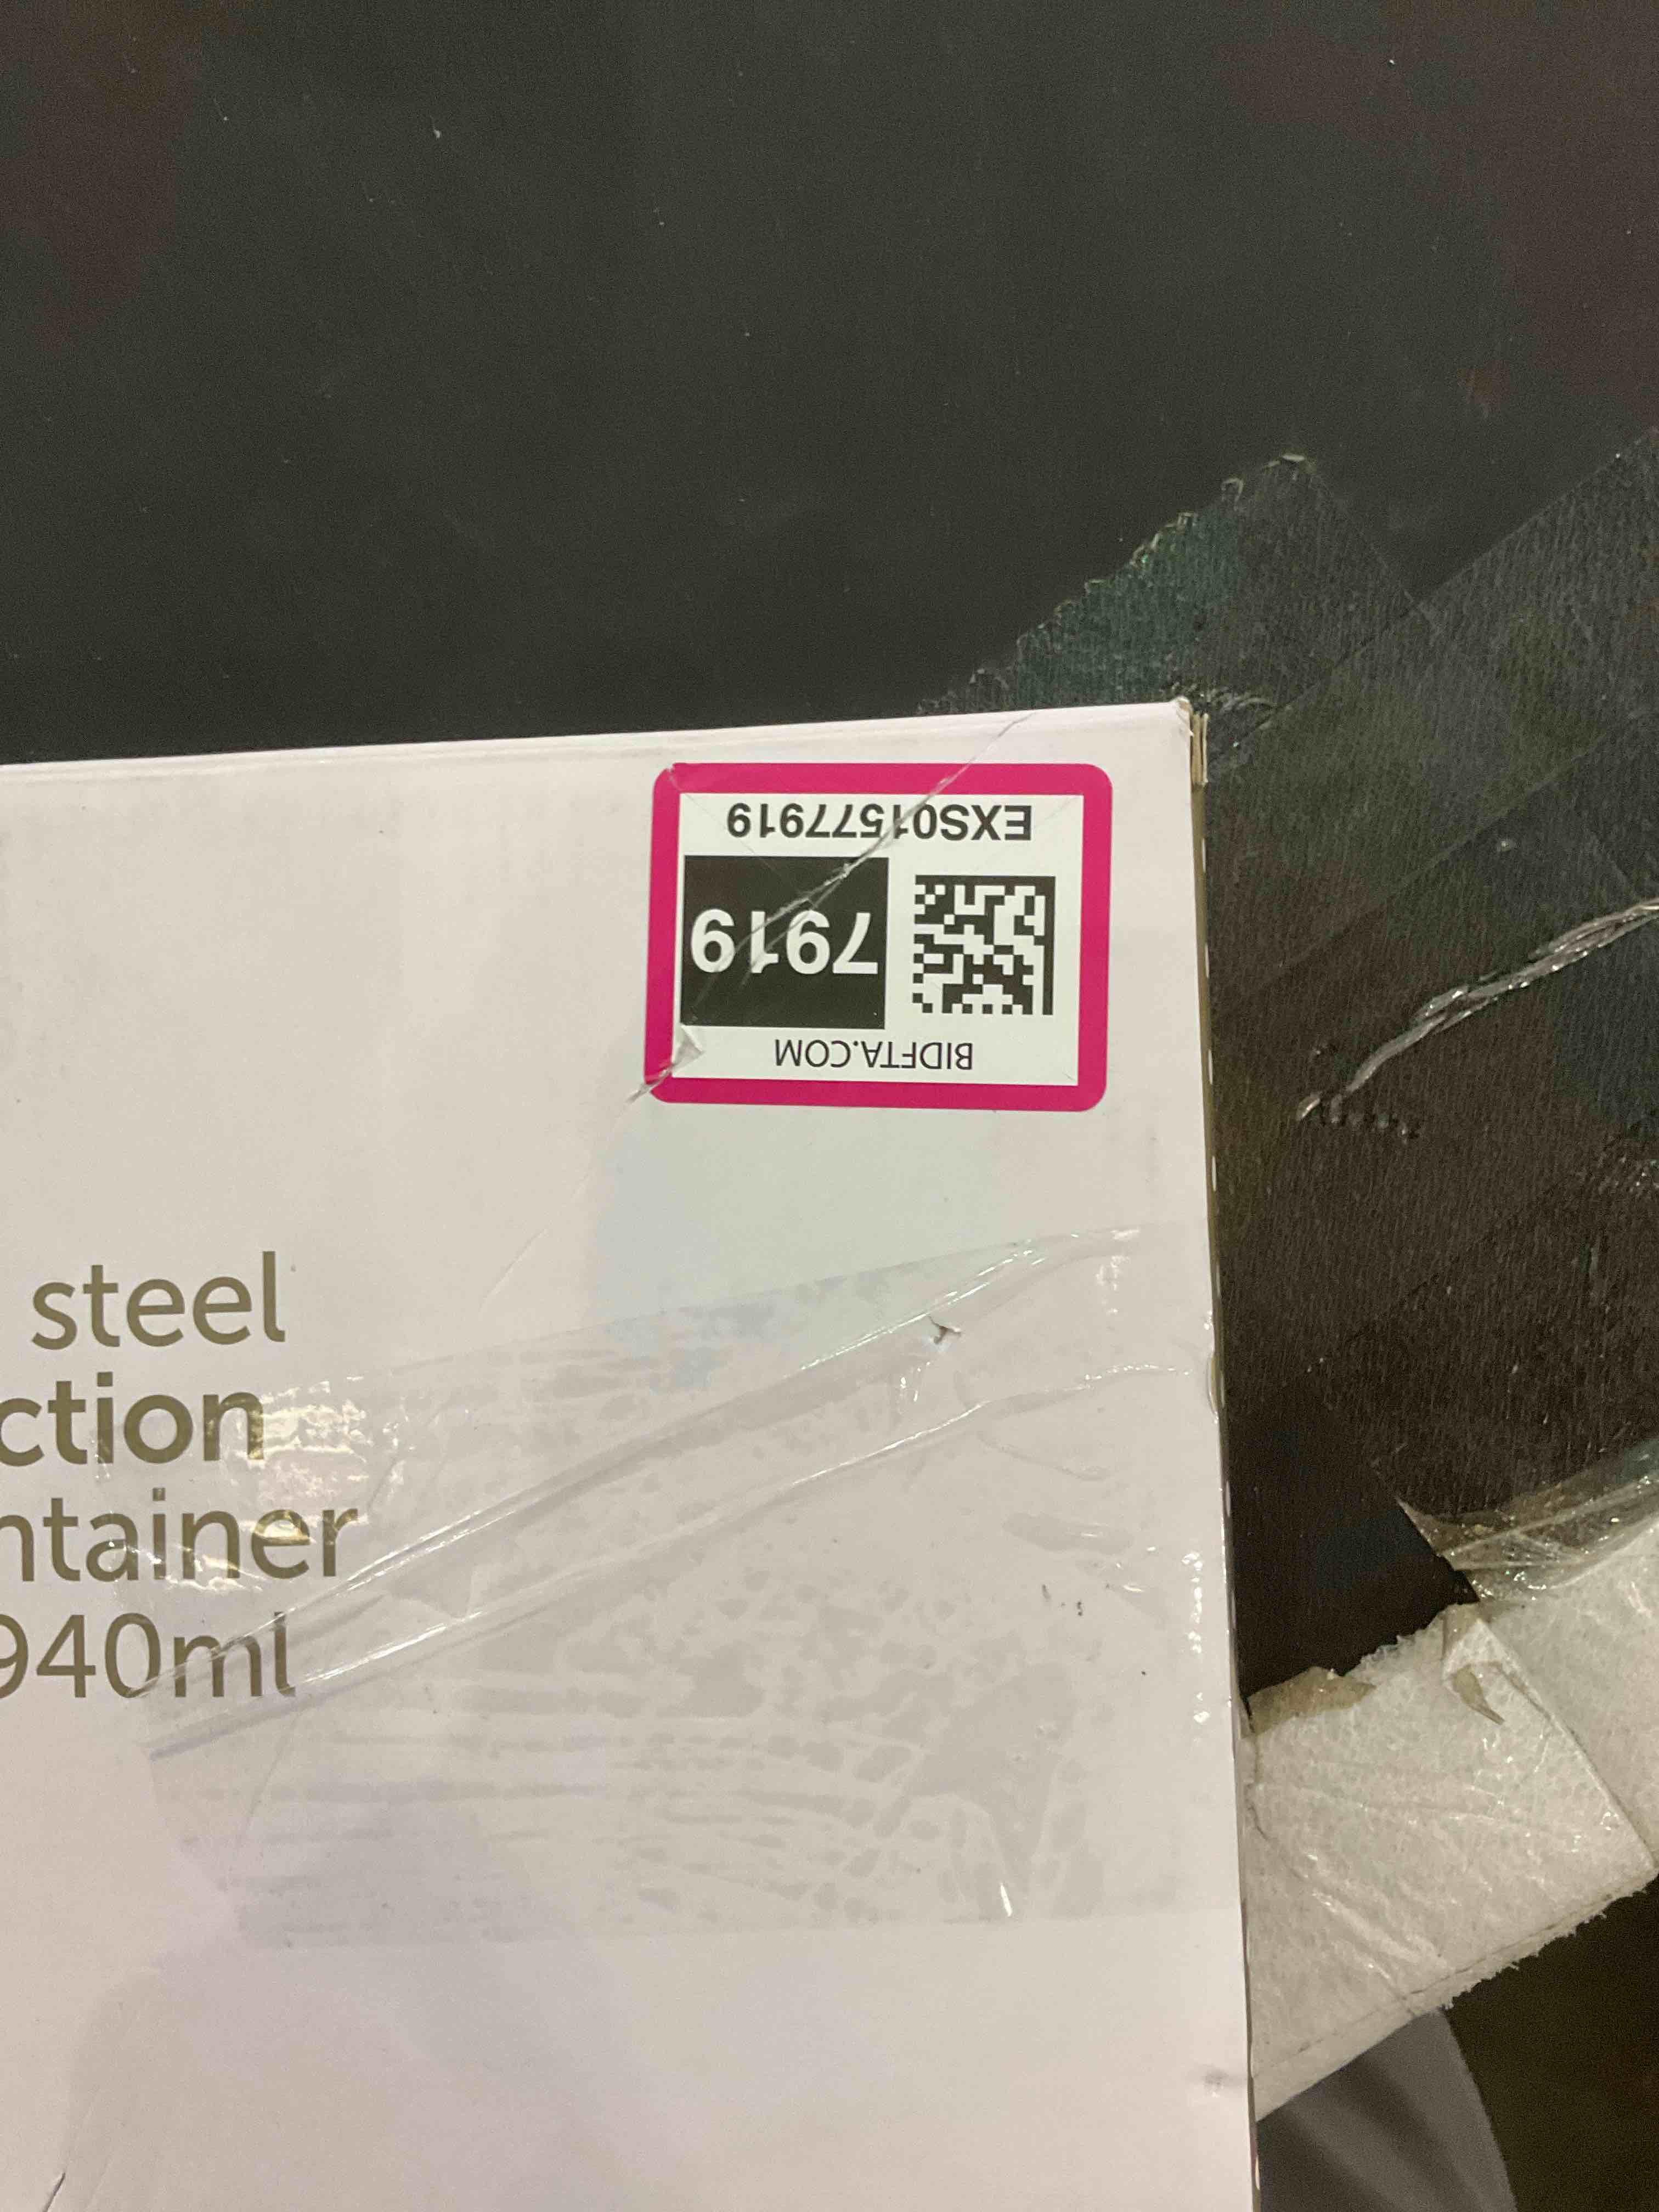 EXS01577919
7919
BIDFTA.COM
steel
ction
ntainer
940ml